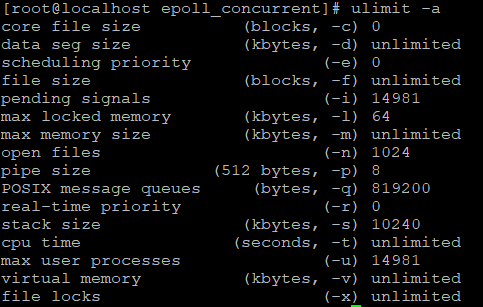 [root@localhost epoll_concurrent]# ulimit -a
core file size          (blocks, -c) 0
data seg size           (kbytes, -d) unlimited
scheduling priority             (-e) 0
file size               (blocks, -f) unlimited
pending signals                 (-i) 14981
max locked memory       (kbytes, -l) 64
max memory size         (kbytes, -m) unlimited
open files                      (-n) 1024
pipe size            (512 bytes, -p) 8
POSIX message queues     (bytes, -q) 819200
real-time priority              (-r) 0
stack size              (kbytes, -s) 10240
cpu time               (seconds, -t) unlimited
max user processes              (-u) 14981
virtual memory          (kbytes, -v) unlimited
file locks                      (-x) unlimited